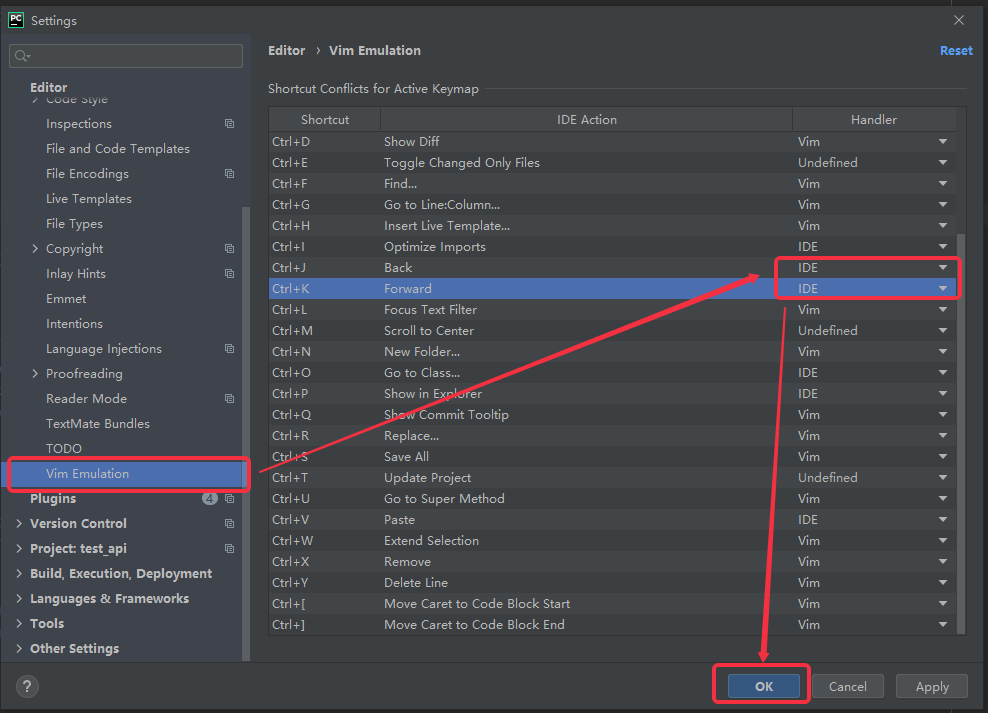 PC Settings
Editor
Code Style
Inspections
File and Code Templates
File Encodings
Live Templates
File Types
Copyright
Inlay Hints
Emmet
Intentions
Language Injections
Proofreading
Reader Mode
TextMate Bundles
TODO
Vim Emulation
Plugins 4
Version Control
Project: test_api
Build, Execution, Deployment
Languages & Frameworks
Tools
Other Settings
?
Editor › Vim Emulation Reset
Shortcut Conflicts for Active Keymap
Shortcut IDE Action Handler
Ctrl+D Show Diff Vim
Ctrl+E Toggle Changed Only Files Undefined
Ctrl+F Find... Vim
Ctrl+G Go to Line:Column... Vim
Ctrl+H Insert Live Template... Vim
Ctrl+I Optimize Imports IDE
Ctrl+J Back IDE
Ctrl+K Forward IDE
Ctrl+L Focus Text Filter Vim
Ctrl+M Scroll to Center Undefined
Ctrl+N New Folder... Vim
Ctrl+O Go to Class... IDE
Ctrl+P Show in Explorer IDE
Ctrl+Q Show Commit Tooltip Vim
Ctrl+R Replace... Vim
Ctrl+S Save All Vim
Ctrl+T Update Project Undefined
Ctrl+U Go to Super Method Vim
Ctrl+V Paste IDE
Ctrl+W Extend Selection Vim
Ctrl+X Remove Vim
Ctrl+Y Delete Line Vim
Ctrl+[ Move Caret to Code Block Start Vim
Ctrl+] Move Caret to Code Block End Vim
OK Cancel Apply